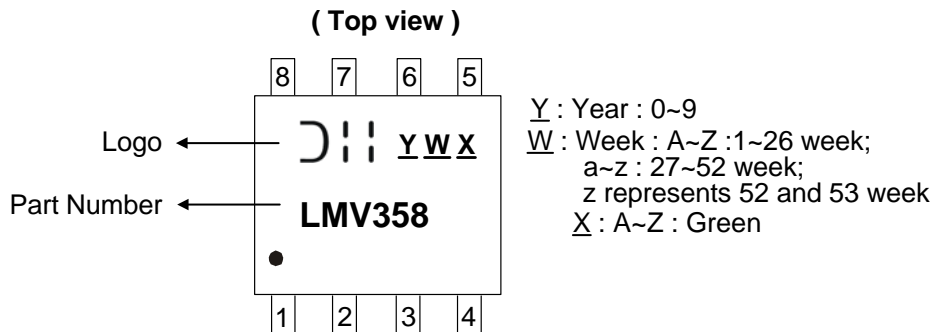 ( Top view )
8 7 6 5
Logo
Y W X
Part Number
LMV358
1 2 3 4
Y : Year : 0~9
W : Week : A~Z :1~26 week;
a~z : 27~52 week;
z represents 52 and 53 week
X : A~Z : Green